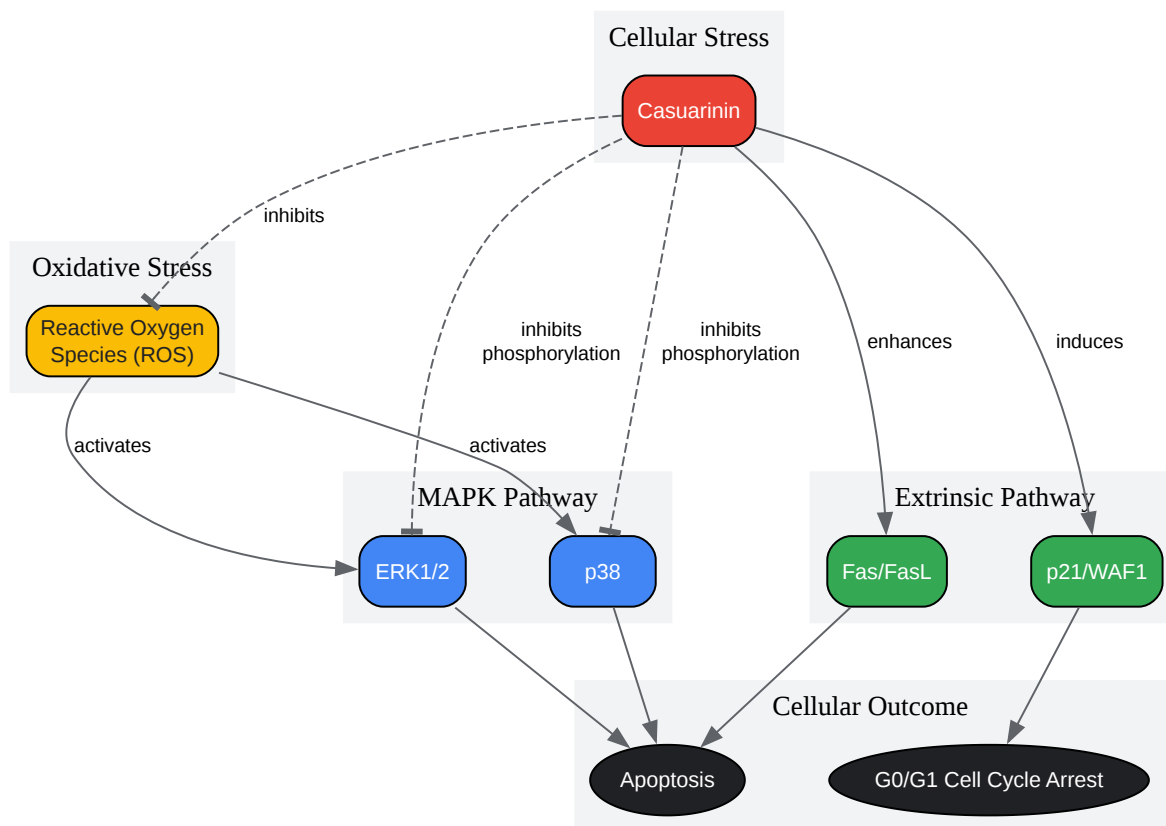 Cellular Stress
Casuarinin
inhibits
Oxidative Stress
Reactive Oxygen
Species (ROS)
inhibits
phosphorylation
inhibits
phosphorylation
enhances
induces
activates
activates
MAPK Pathway
Extrinsic Pathway
ERK1/2
p38
Fas/FasL
p21/WAF1
Cellular Outcome
Apoptosis
G0/G1 Cell Cycle Arrest